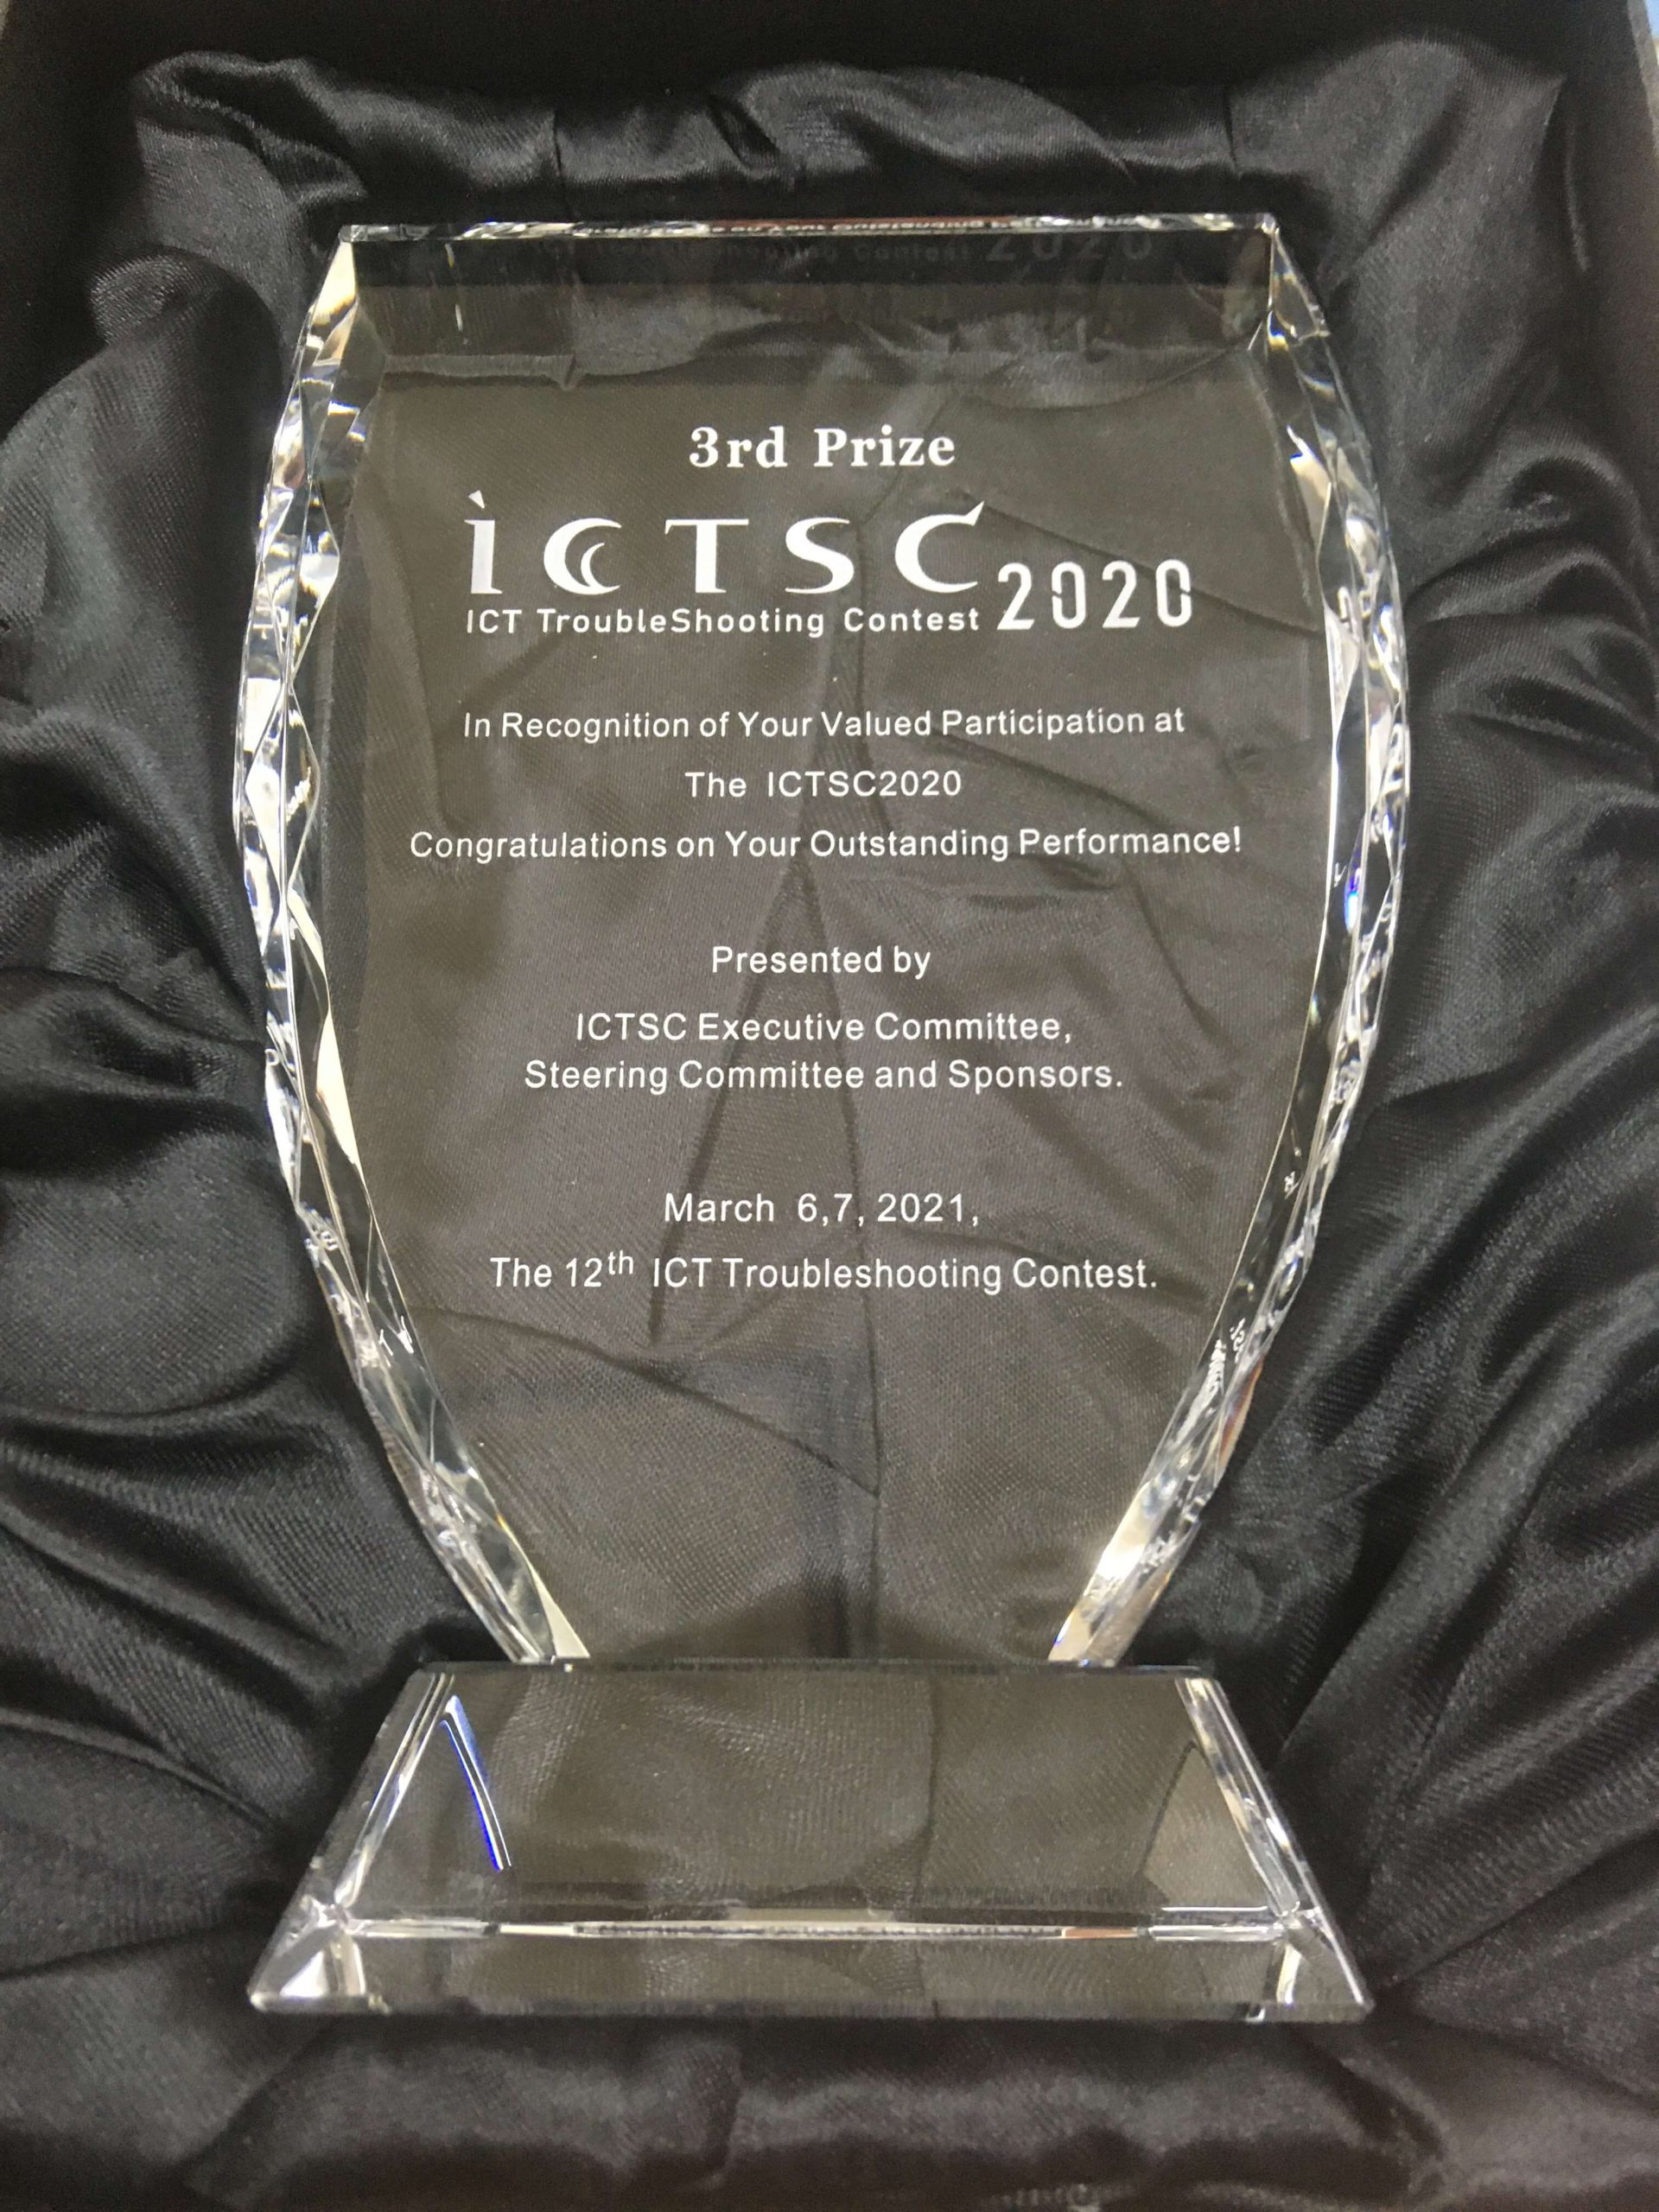 3rd Prize
ICTSC 2020
ICT TroubleShooting Contest
In Recognition of Your Valued Participation at
The ICTSC2020
Congratulations on Your Outstanding Performance!
Presented by
ICTSC Executive Committee,
Steering Committee and Sponsors.
March 6,7, 2021,
The 12th ICT Troubleshooting Contest.